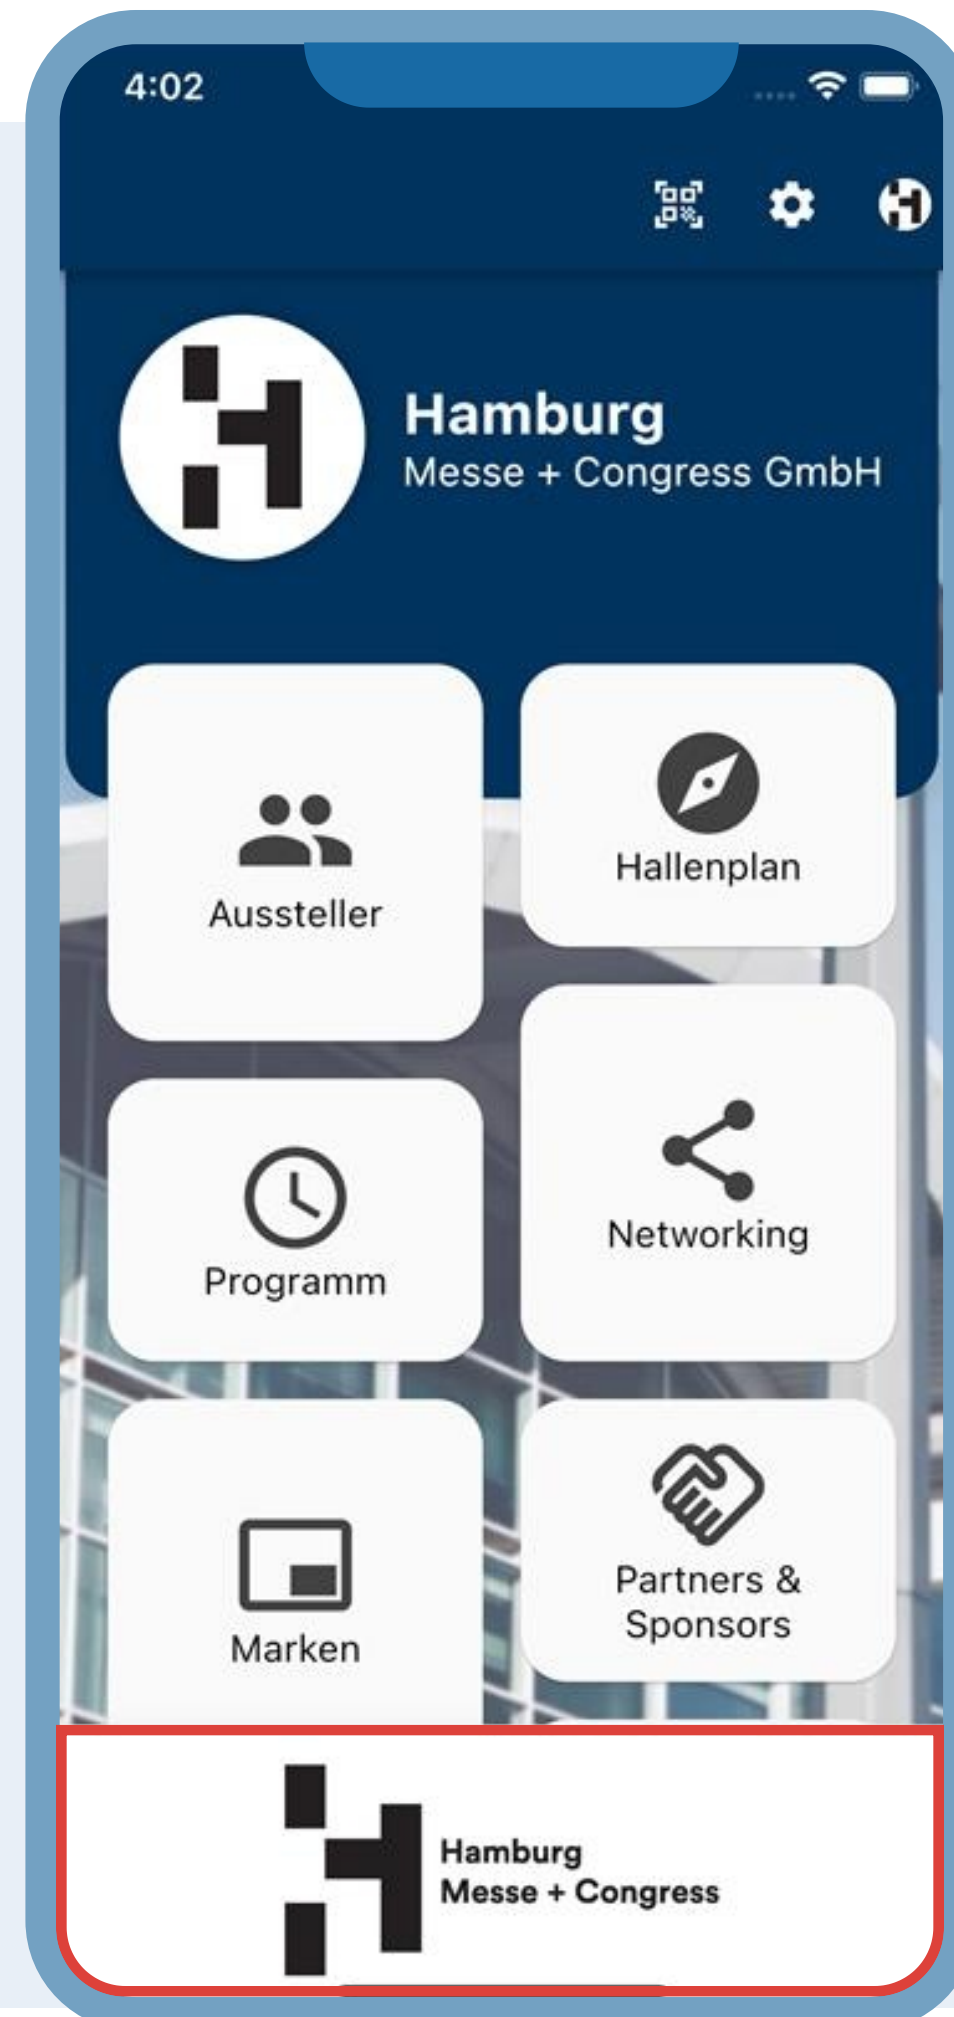 4:02
Hamburg
Messe + Congress GmbH
Aussteller
Hallenplan
Programm
Networking
Marken
Partners &
Sponsors
Hamburg
Messe + Congress